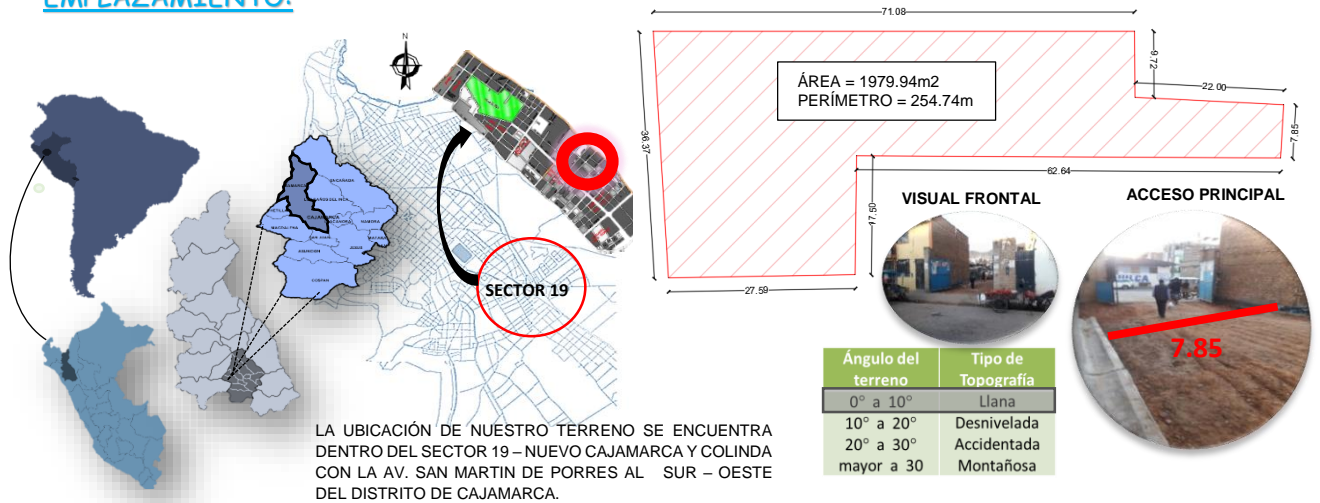 EMPLAZAMIENTO:
N
SECTOR 19
LA UBICACIÓN DE NUESTRO TERRENO SE ENCUENTRA
DENTRO DEL SECTOR 19 – NUEVO CAJAMARCA Y COLINDA
CON LA AV. SAN MARTIN DE PORRES AL SUR – OESTE
DEL DISTRITO DE CAJAMARCA.
71.08
9.72
22.00
7.85
62.64
17.50
27.59
36.37
ÁREA = 1979.94m2
PERÍMETRO = 254.74m
VISUAL FRONTAL
ACCESO PRINCIPAL
7.85
Ángulo del terreno Tipo de Topografía
0° a 10° Llana
10° a 20° Desnivelada
20° a 30° Accidentada
mayor a 30 Montañosa